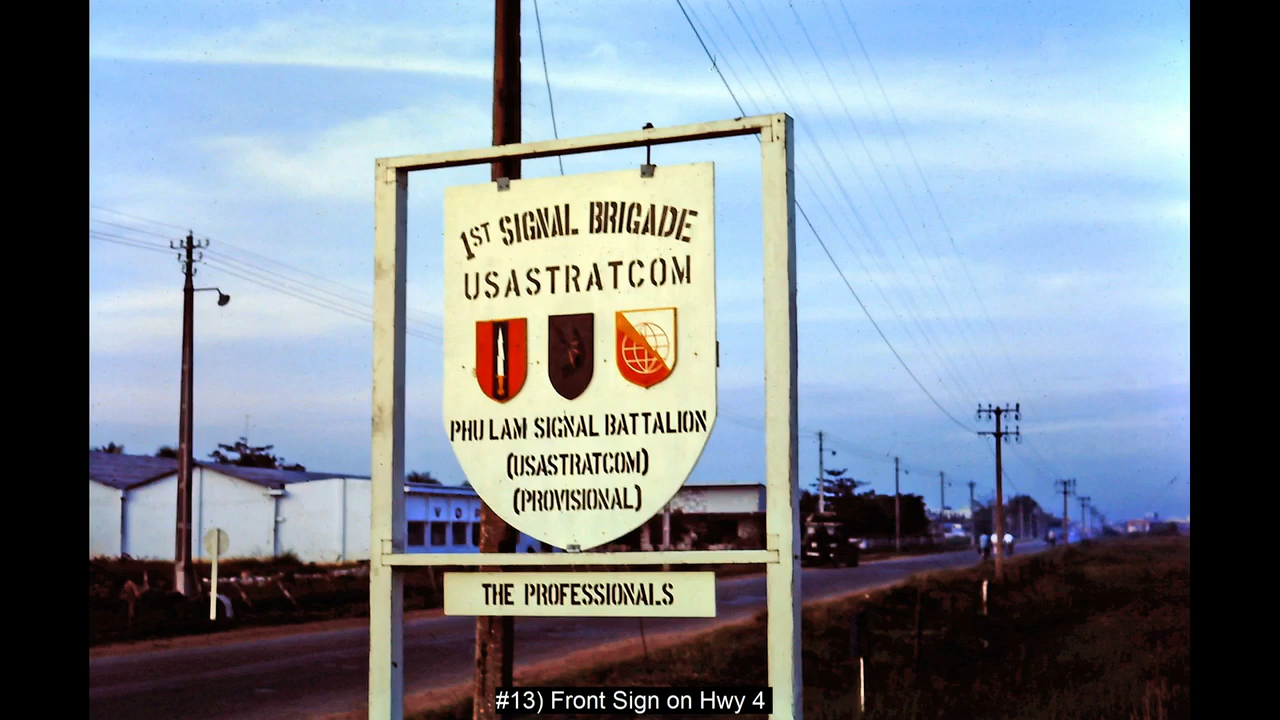 1ST SIGNAL BRIGADE
USASTRATCOM
PHU LAM SIGNAL BATTALION
(USASTRATCOM)
(PROVISIONAL)
THE PROFESSIONALS
#13) Front Sign on Hwy 4